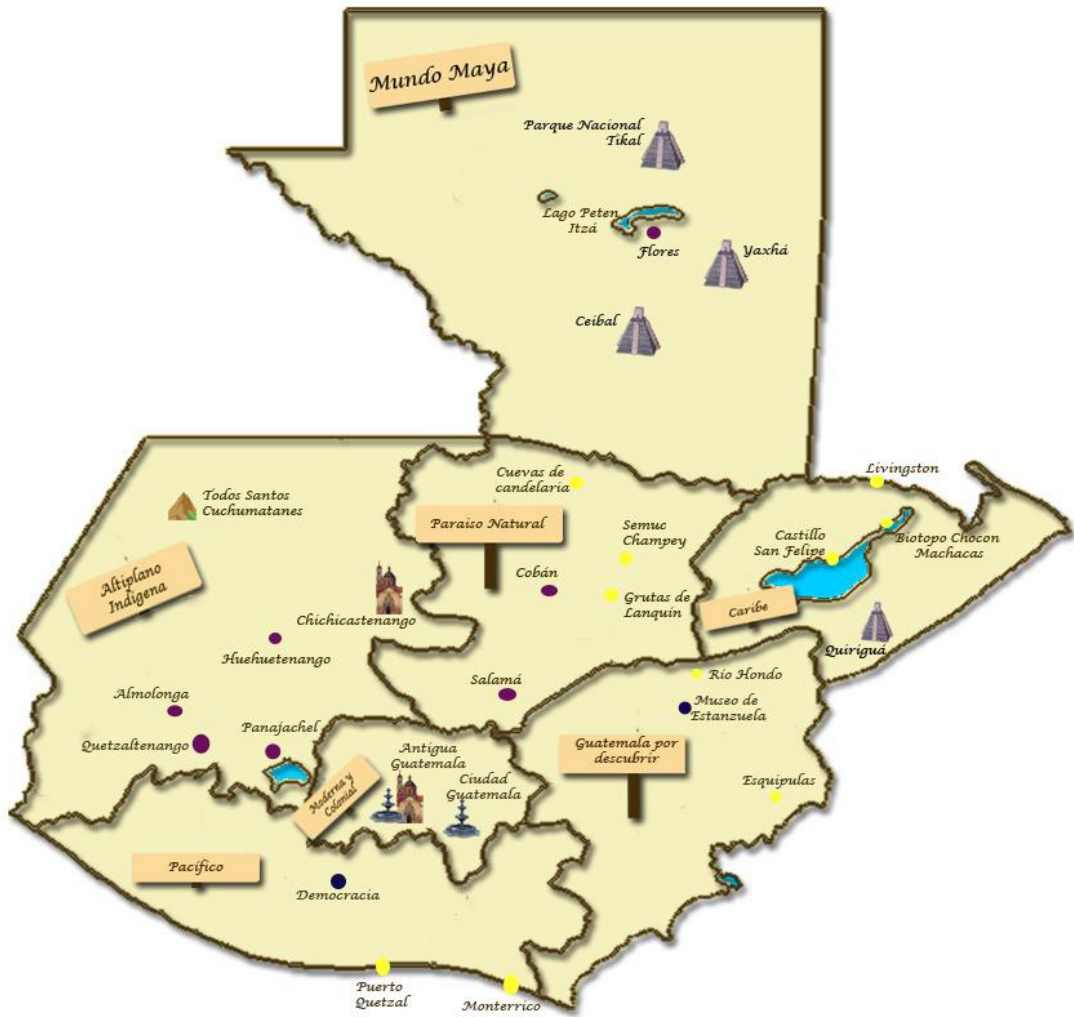 Mundo Maya
Parque Nacional
Tikal
Lago Peten
Itzá
Flores
Yaxhá
Ceibal
Cuevas de
candelaria
Livingston
Todos Santos
Cuchumatanes
Paraiso Natural
Semuc
Champey
Castillo
San Felipe
Biotopo Chocon
Machacas
Altiplano
Indigena
Cobán
Grutas de
Lanquín
Caribe
Chichicastenango
Quiriguá
Huehuetenango
Salamá
Río Hondo
Almolonga
Museo de
Estanzuela
Quetzaltenango
Panajachel
Antigua
Guatemala
Guatemala por
descubrir
Ciudad
Guatemala
Moderna y
Colonial
Esquipulas
Pacífico
Democracia
Puerto
Quetzal
Monterrico